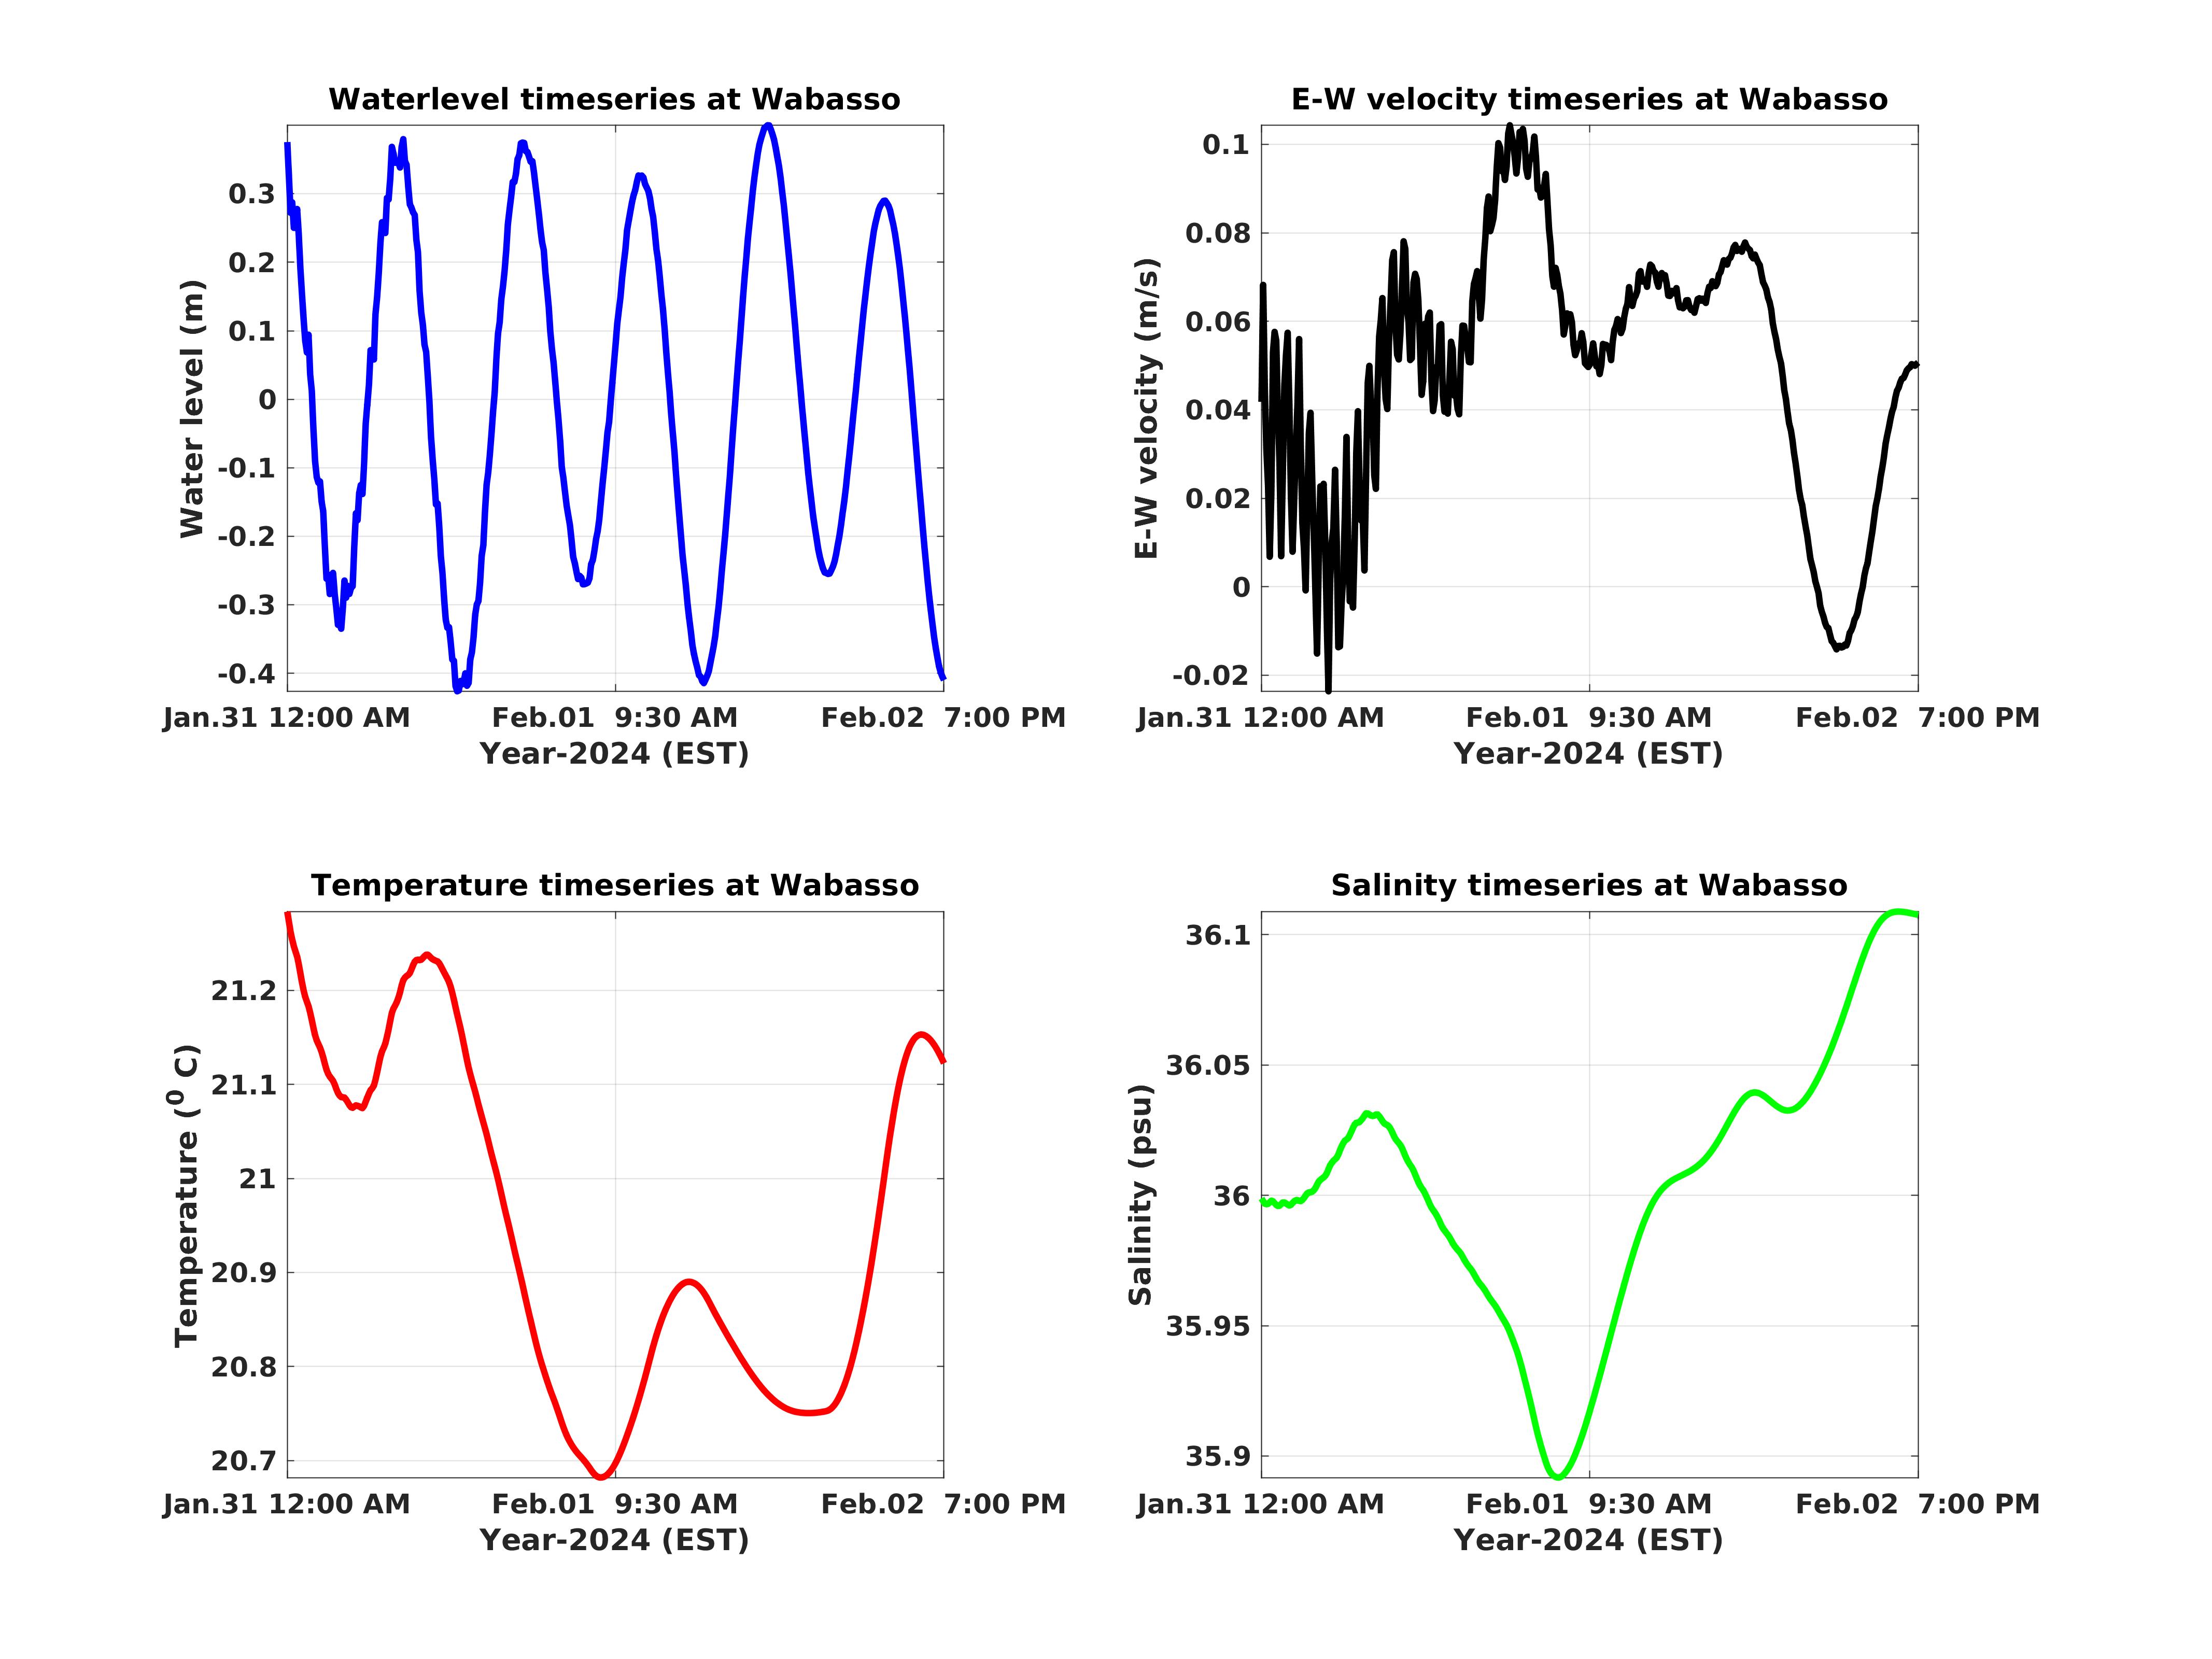 Waterlevel timeseries at Wabasso
0.3
0.2
0.1
0
-0.1
-0.2
-0.3
-0.4
Water level (m)
Jan.31 12:00 AM Feb.01 9:30 AM Feb.02 7:00 PM
Year-2024 (EST)
E-W velocity timeseries at Wabasso
0.1
0.08
0.06
0.04
0.02
0
-0.02
E-W velocity (m/s)
Jan.31 12:00 AM Feb.01 9:30 AM Feb.02 7:00 PM
Year-2024 (EST)
Temperature timeseries at Wabasso
21.2
21.1
21
20.9
20.8
20.7
Temperature (⁰ C)
Jan.31 12:00 AM Feb.01 9:30 AM Feb.02 7:00 PM
Year-2024 (EST)
Salinity timeseries at Wabasso
36.1
36.05
36
35.95
35.9
Salinity (psu)
Jan.31 12:00 AM Feb.01 9:30 AM Feb.02 7:00 PM
Year-2024 (EST)